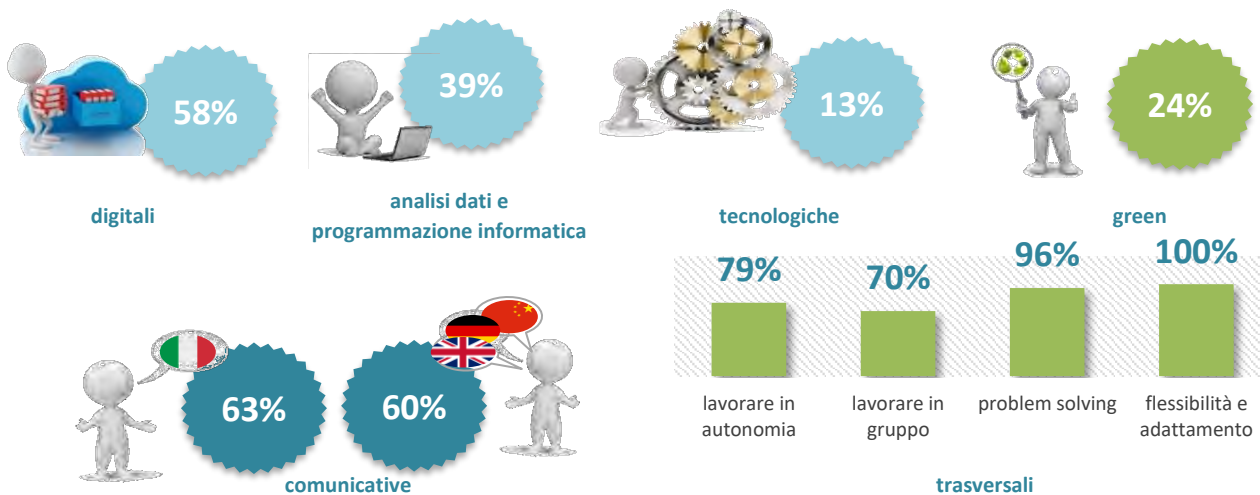 58%
39%
13%
24%
digitali
analisi dati e
programmazione informatica
tecnologiche
green
79%
70%
96%
100%
lavorare in
autonomia
lavorare in
gruppo
problem solving
flessibilità e
adattamento
63%
60%
comunicative
trasversali